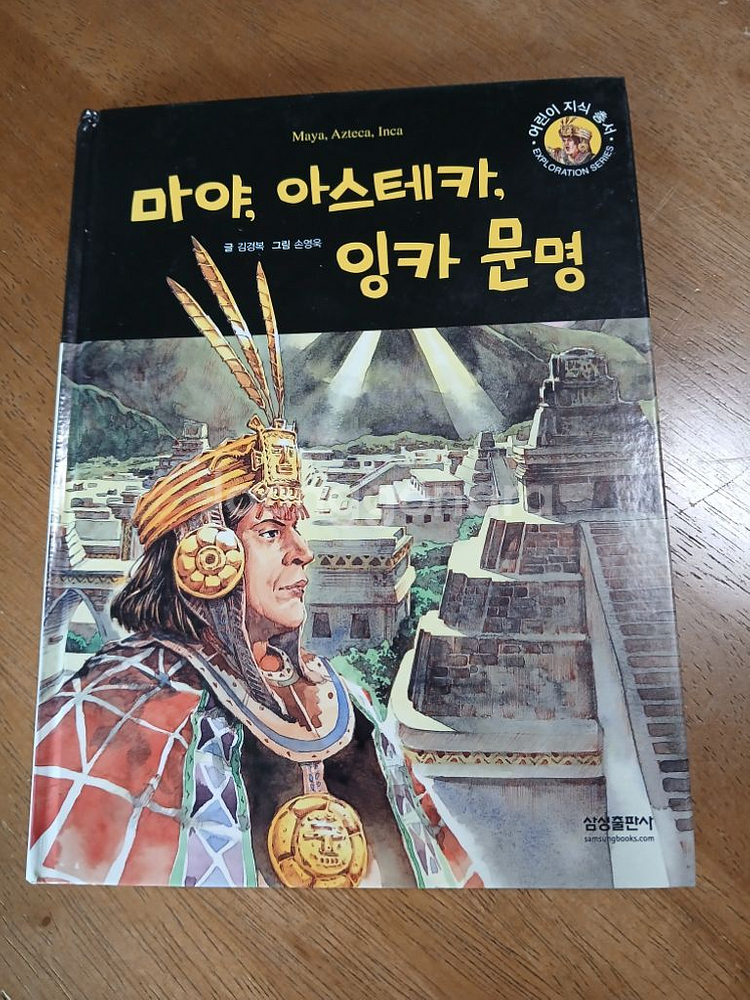 Maya, Azteca, Inca
• 어린이 지식 총서 •
EXPLORATION SERIES
마야, 아스테카,
글 김경복 그림 손영욱
잉카 문명
삼성출판사
samsungbooks.com